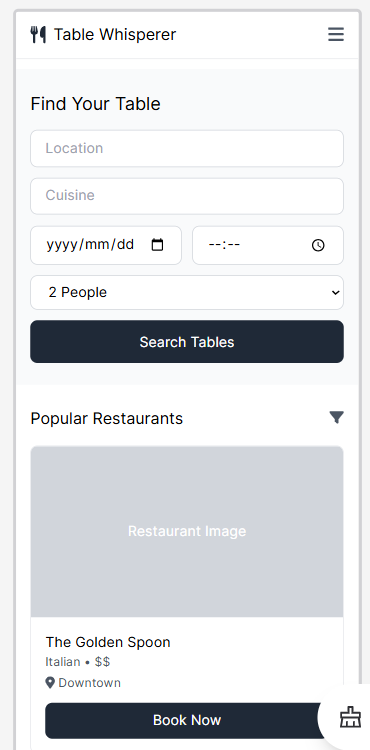 Table Whisperer
Find Your Table
Location
Cuisine
yyyy/mm/dd
--:--
2 People
Search Tables
Popular Restaurants
Restaurant Image
The Golden Spoon
Italian • $$
Downtown
Book Now